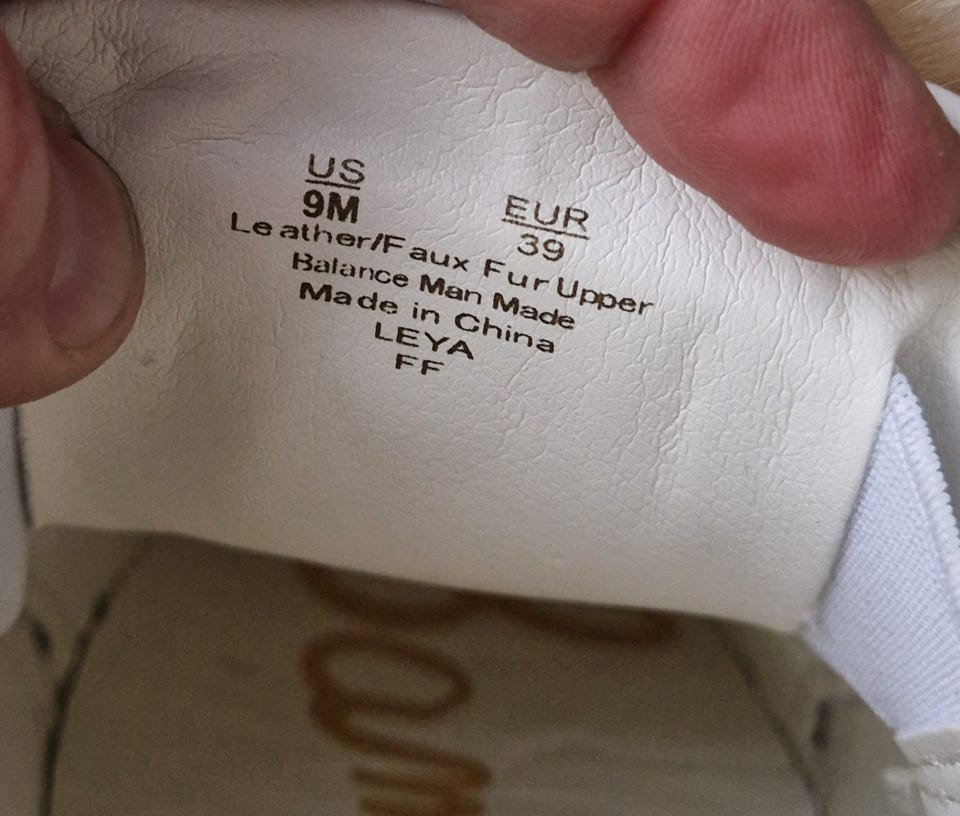 US
9M
EUR
39
Leather/Faux Fur Upper
Balance Man Made
Made in China
LEYA
FF